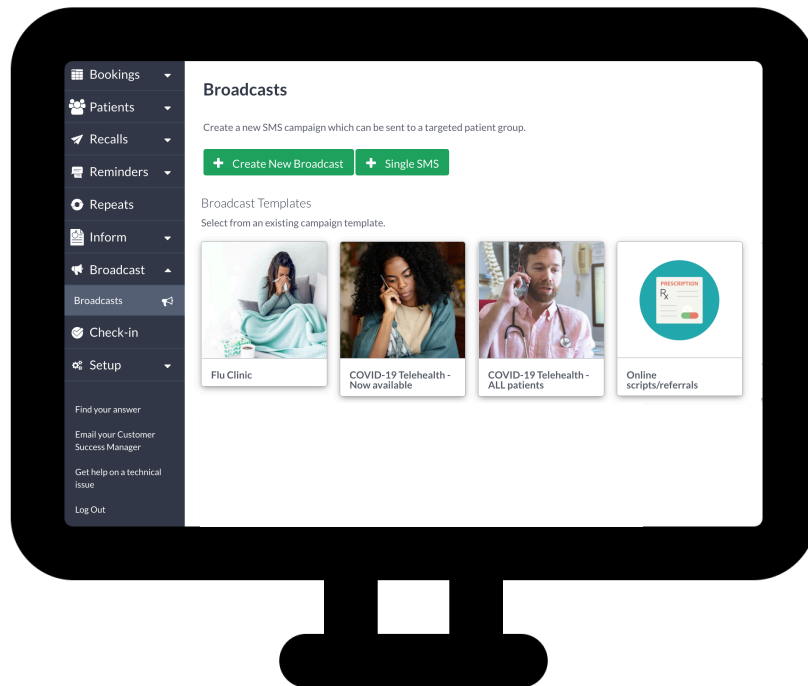 Bookings
Patients
Recalls
Reminders
Repeats
Inform
Broadcast
Broadcasts
Check-in
Setup
Find your answer
Email your Customer
Success Manager
Get help on a technical
issue
Log Out
Broadcasts
Create a new SMS campaign which can be sent to a targeted patient group.
Create New Broadcast
Single SMS
Broadcast Templates
Select from an existing campaign template.
Flu Clinic
COVID-19 Telehealth -
Now available
COVID-19 Telehealth -
ALL patients
PRESCRIPTION
Rx
Online
scripts/referrals